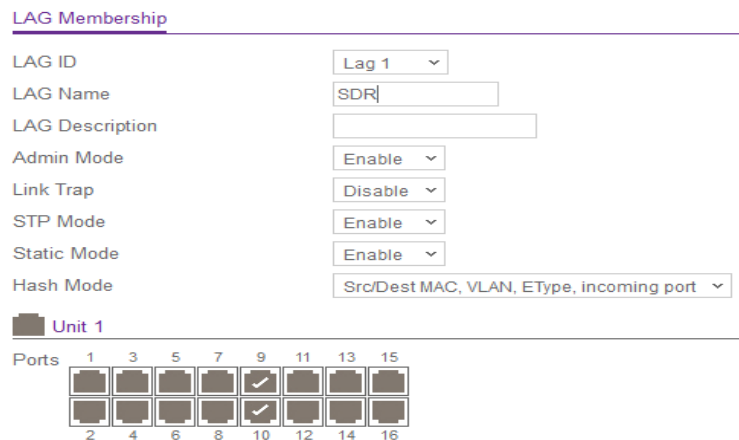 LAG Membership
LAG ID Lag 1
LAG Name SDR
LAG Description
Admin Mode Enable
Link Trap Disable
STP Mode Enable
Static Mode Enable
Hash Mode Src/Dest MAC, VLAN, EType, incoming port
Unit 1
Ports 1 3 5 7 9 11 13 15
2 4 6 8 10 12 14 16